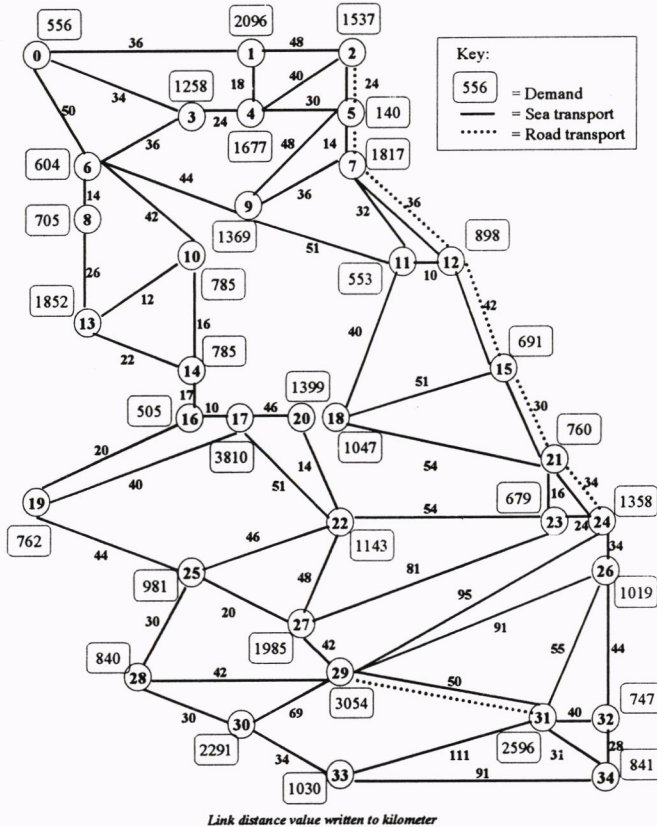 556
2096
1537
0 36 1 48 2
34 1258 18 40 24
Key:
556 = Demand
= Sea transport
= Road transport
3 24 4 30 5 140
50
36 1677 48 14
604 6 7 1817
14 44 9 36 32 36
705 8 42 1369 51
10 11 10 12 898
785 553
26 12
1852 13 16 40 42
22 785
14 15 691
17 1399 51 30
505 16 10 17 46 20 18
3810 1047 760
20 40 14 54 21
51 16 34
19 679 1358
762 22 54 23 24 24
1143 34
44 46 81
25 26
981 48 95 1019
20 91
30 27
1985 42 55 44
840
28 42 29 50
3054 747
30 69 31 40 32
30 2596
2291 28
34 111 31 841
1030 33 91 34
Link distance value written to kilometer